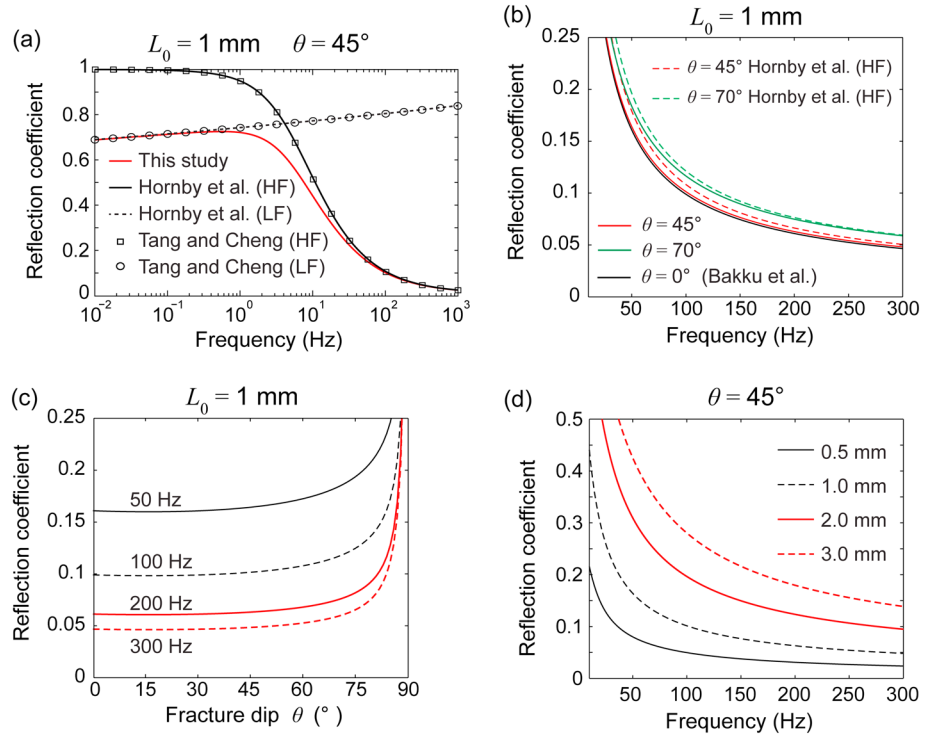 (a)
L₀ = 1 mm θ = 45°
Reflection coefficient
1
0.8
0.6
0.4
0.2
0
This study
Hornby et al. (HF)
Hornby et al. (LF)
Tang and Cheng (HF)
Tang and Cheng (LF)
10⁻² 10⁻¹ 10⁰ 10¹ 10² 10³
Frequency (Hz)
(b)
L₀ = 1 mm
Reflection coefficient
0.25
0.2
0.15
0.1
0.05
0
θ = 45° Hornby et al. (HF)
θ = 70° Hornby et al. (HF)
θ = 45°
θ = 70°
θ = 0° (Bakku et al.)
50 100 150 200 250 300
Frequency (Hz)
(c)
L₀ = 1 mm
Reflection coefficient
0.25
0.2
0.15
0.1
0.05
0
50 Hz
100 Hz
200 Hz
300 Hz
0 15 30 45 60 75 90
Fracture dip θ (°)
(d)
θ = 45°
Reflection coefficient
0.5
0.4
0.3
0.2
0.1
0
0.5 mm
1.0 mm
2.0 mm
3.0 mm
50 100 150 200 250 300
Frequency (Hz)